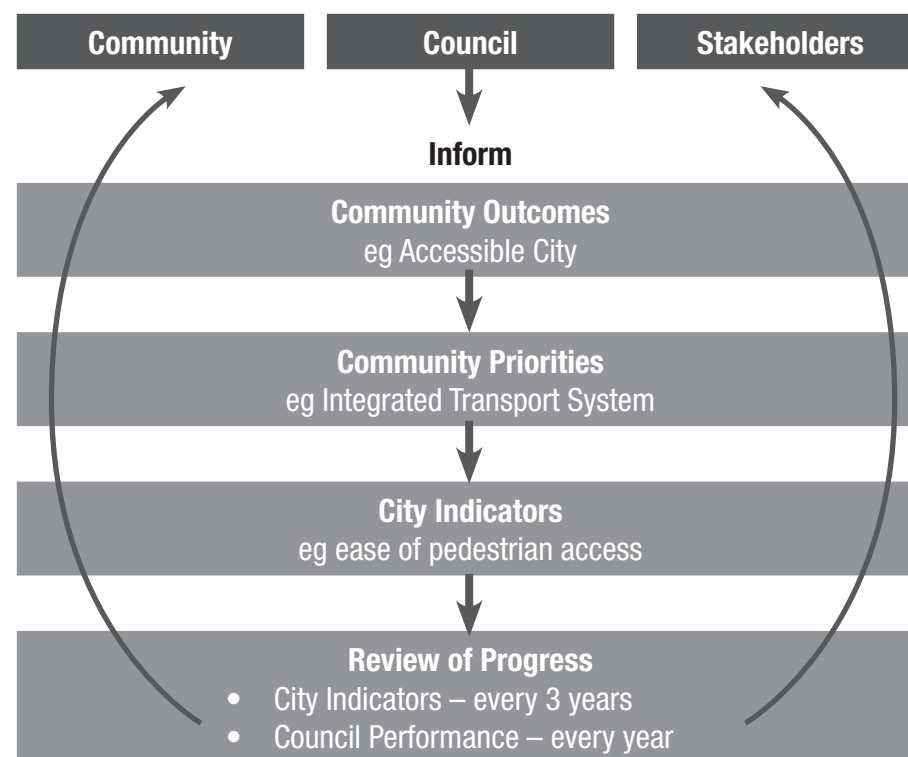 Community
Council
Stakeholders
Inform
Community Outcomes
eg Accessible City
Community Priorities
eg Integrated Transport System
City Indicators
eg ease of pedestrian access
Review of Progress
• City Indicators – every 3 years
• Council Performance – every year